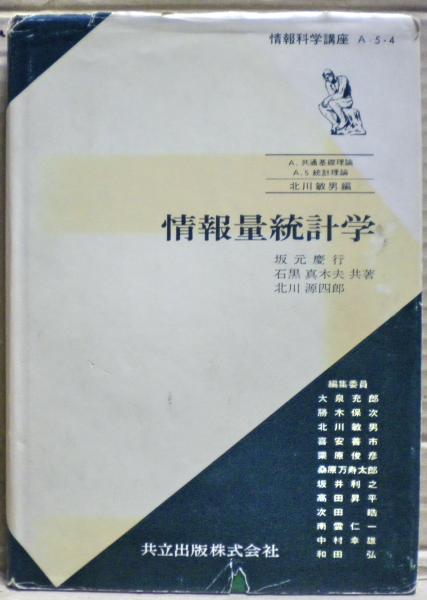 情報科学講座 A・5・4
A．共通基礎理論
A．5 統計理論
北川敏男編
情報量統計学
坂元慶行
石黒真木夫 共著
北川源四郎
編集委員
大泉充郎
勝木保次
北川敏男
喜安善市
栗原俊彦
桑原万寿太郎
坂井利之
高田昇平
次田皓
南雲仁一
中村幸雄
和田弘
共立出版株式会社